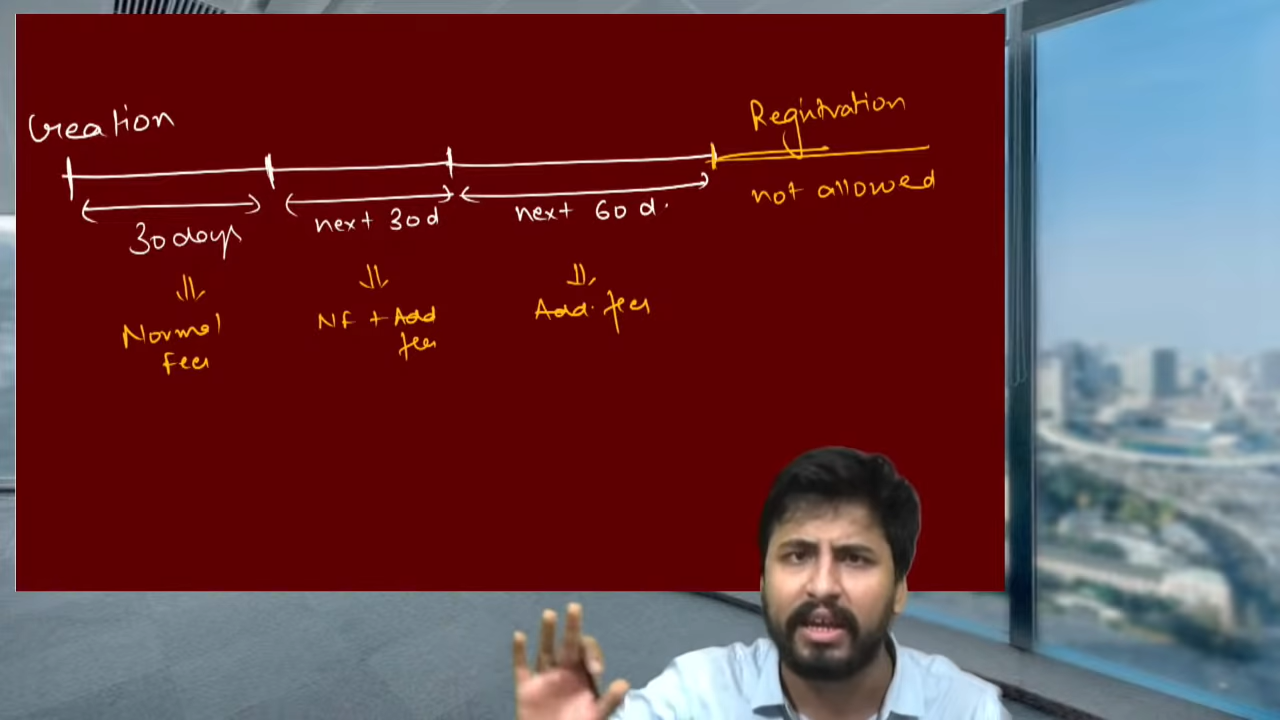 Creation
Registration
not allowed
30 days
next 30 d
next 60 d.
Normal
fees
NF + Add
fees
Add. fees